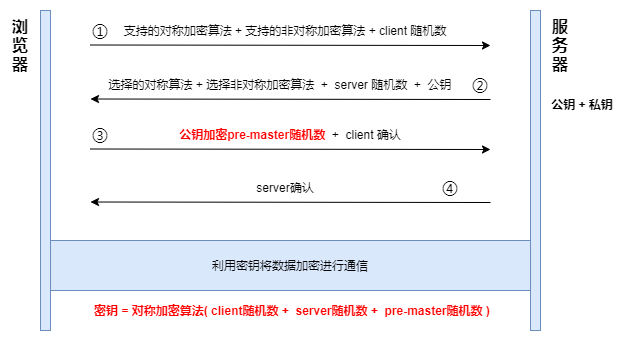 浏览器
服务器
① 支持的对称加密算法 + 支持的非对称加密算法 + client 随机数
选择的对称算法 + 选择非对称加密算法 + server 随机数 + 公钥 ②
公钥 + 私钥
③ 公钥加密pre-master随机数 + client 确认
server确认 ④
利用密钥将数据加密进行通信
密钥 = 对称加密算法( client随机数 + server随机数 + pre-master随机数 )